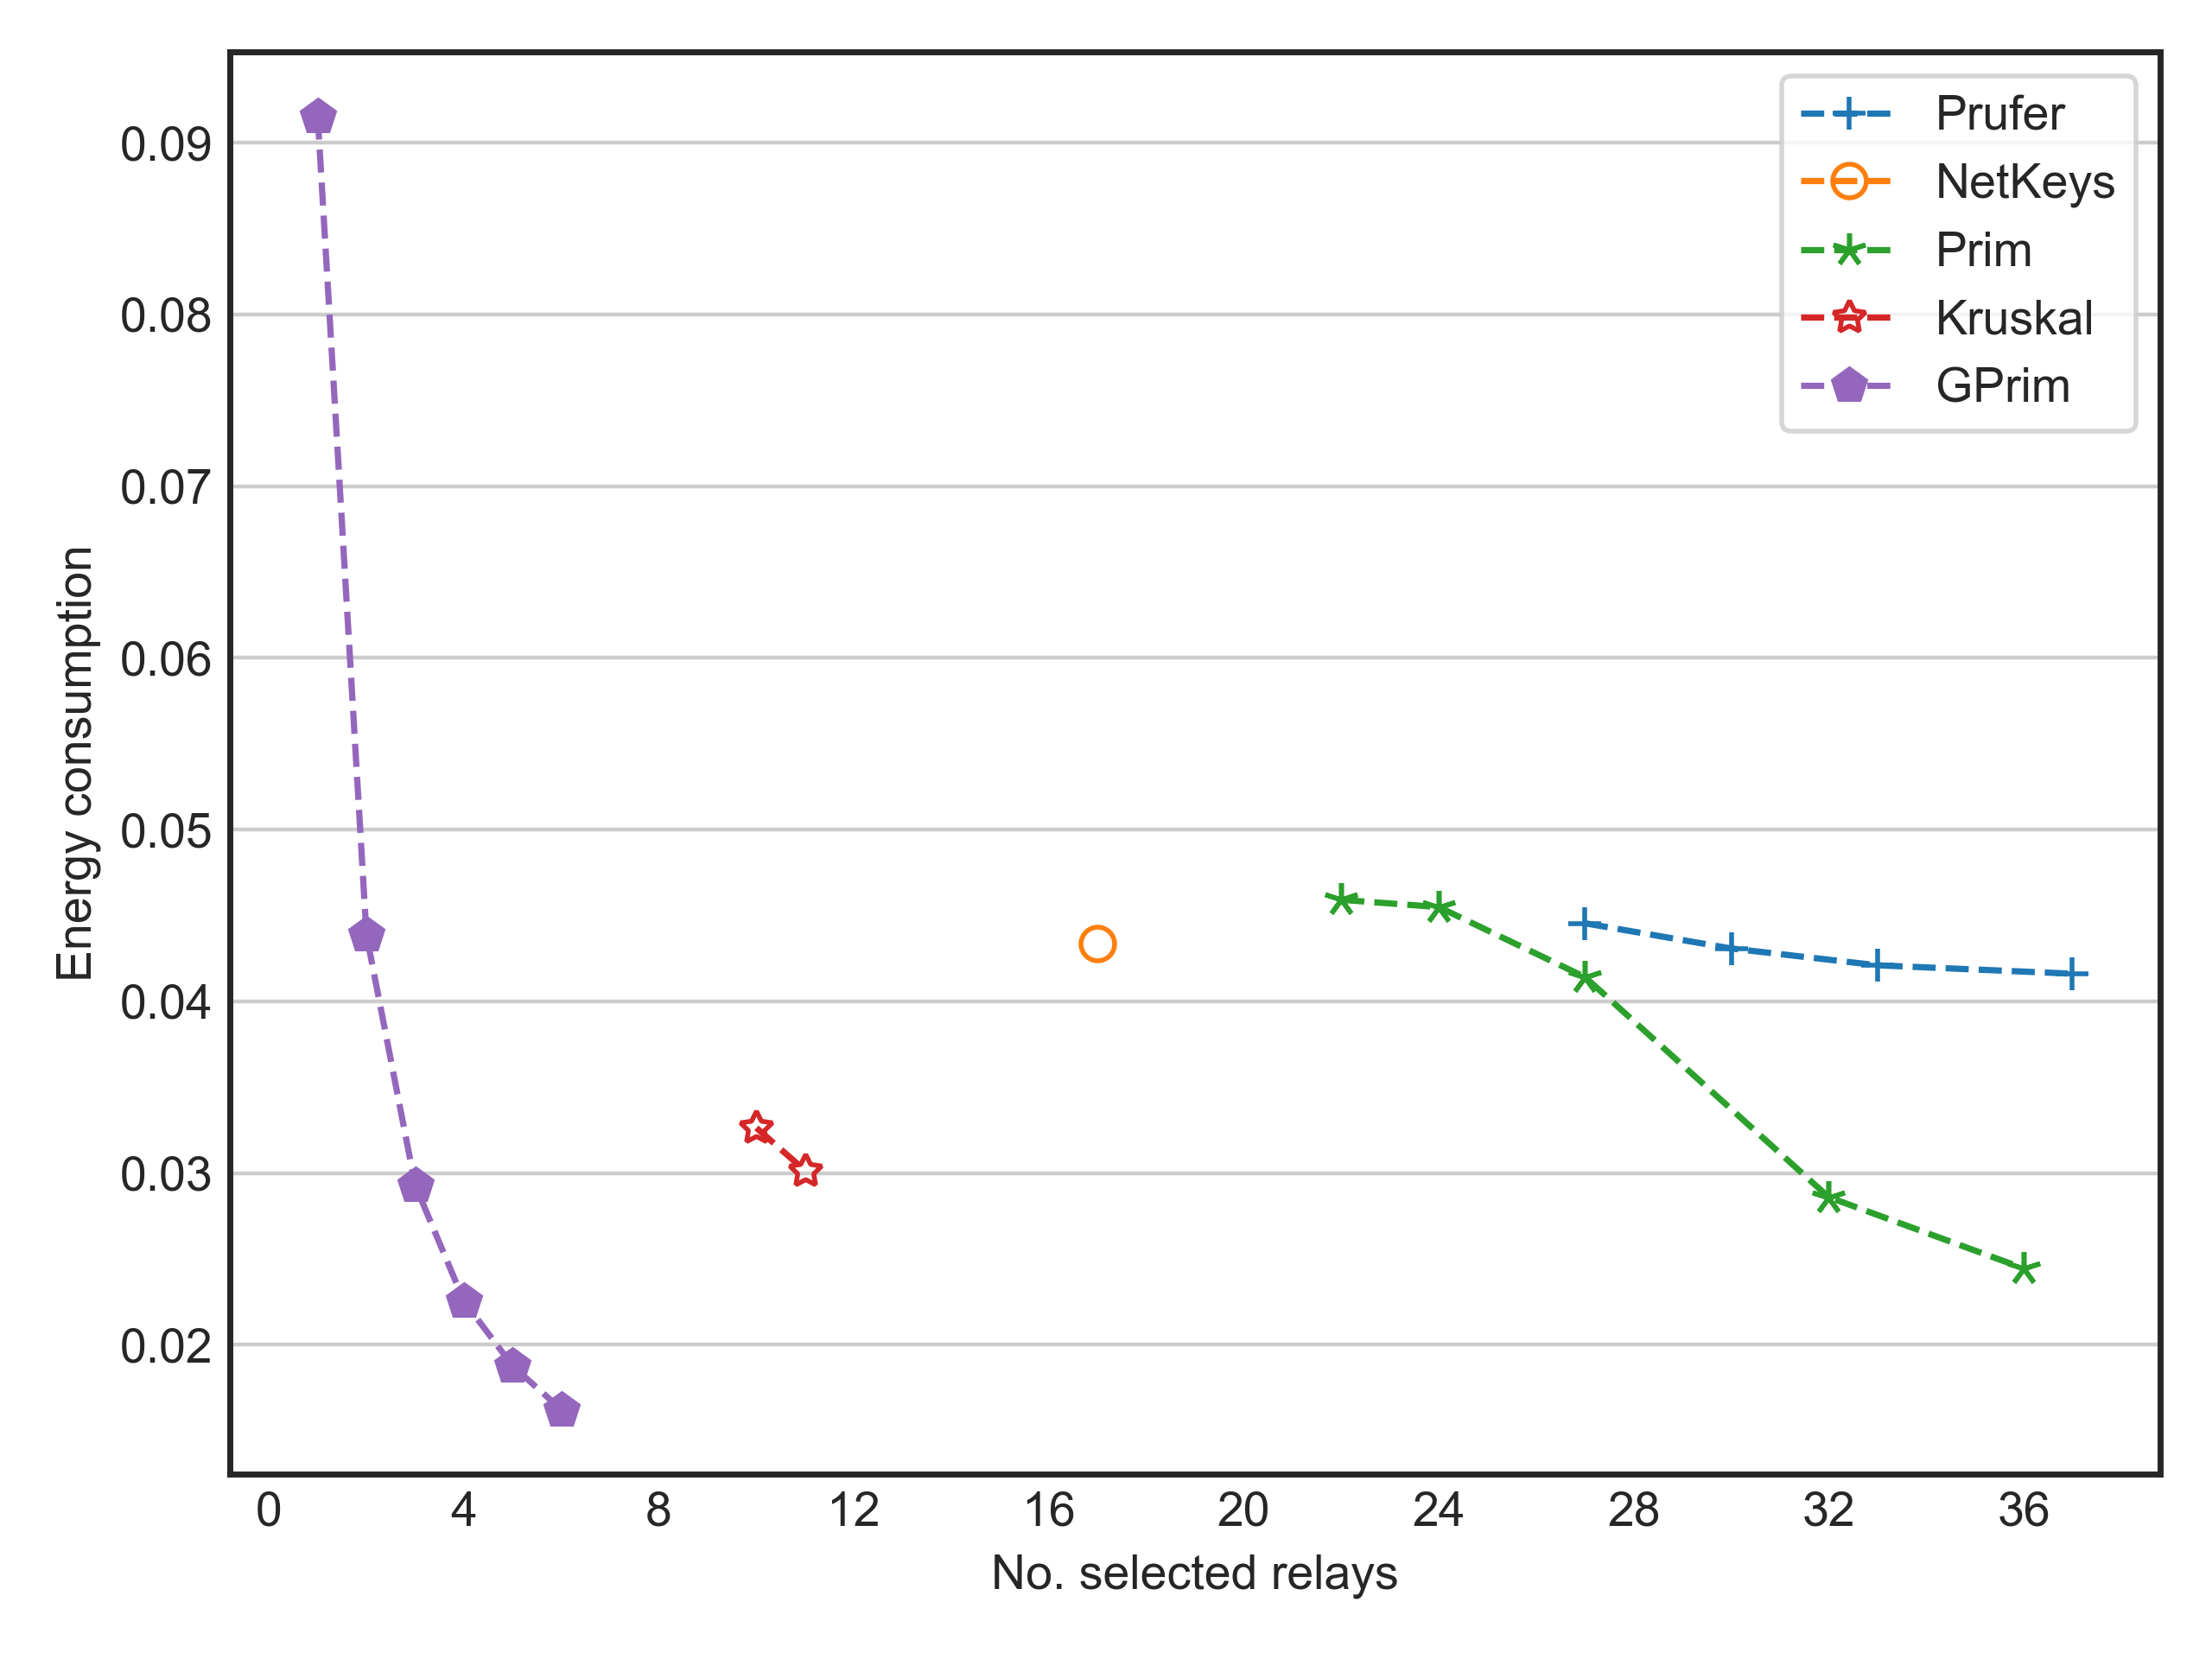 Prufer
NetKeys
Prim
Kruskal
GPrim
Energy consumption
0.09
0.08
0.07
0.06
0.05
0.04
0.03
0.02
0 4 8 12 16 20 24 28 32 36
No. selected relays